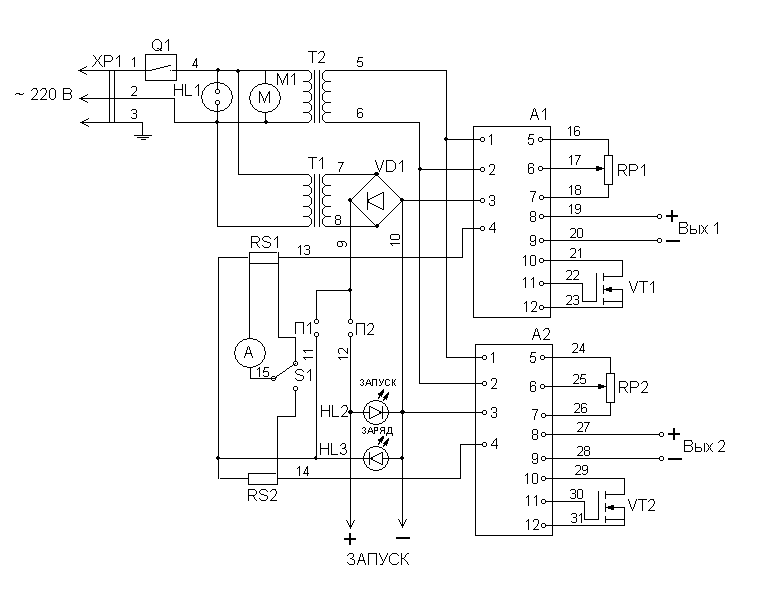 XP1 1 Q1 4 T2 5
~ 220 В 2 HL1 M M1
3 6
A1
1 5 16
2 6 17 RP1
T1 7 VD1
3 7 18
8 19 + Вых 1
8
4 9 20 −
9 10
RS1 13
10 21
11 22 VT1
12 23
П1 П2
A2
A 11 12
1 5 24
15 S1
2 6 25 RP2
ЗАПУСК
HL2 3 7 26
ЗАРЯД
8 27 + Вых 2
HL3 4 9 28 −
14 10 29
RS2
11 30 VT2
12 31
+ −
ЗАПУСК